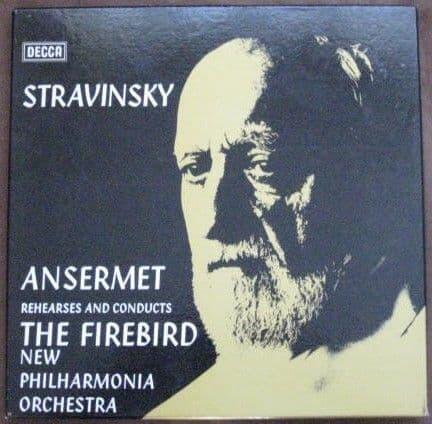 DECCA
STRAVINSKY
ANSERMET
REHEARSES AND CONDUCTS
THE FIREBIRD
NEW
PHILHARMONIA
ORCHESTRA